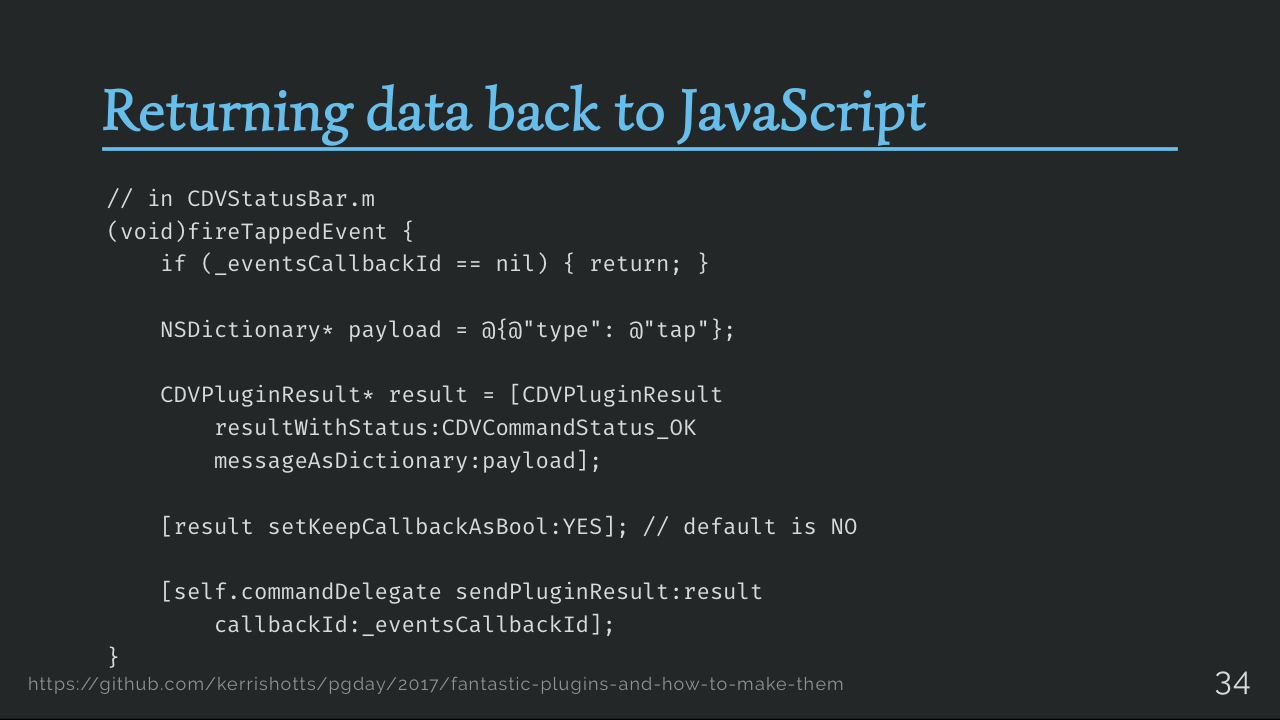 Returning data back to JavaScript
// in CDVStatusBar.m
(void)fireTappedEvent {
    if (_eventsCallbackId == nil) { return; }
    NSDictionary* payload = @{@"type": @"tap"};
    CDVPluginResult* result = [CDVPluginResult
        resultWithStatus:CDVCommandStatus_OK
        messageAsDictionary:payload];
    [result setKeepCallbackAsBool:YES]; // default is NO
    [self.commandDelegate sendPluginResult:result
        callbackId:_eventsCallbackId];
}
https://github.com/kerrishotts/pgday/2017/fantastic-plugins-and-how-to-make-them
34